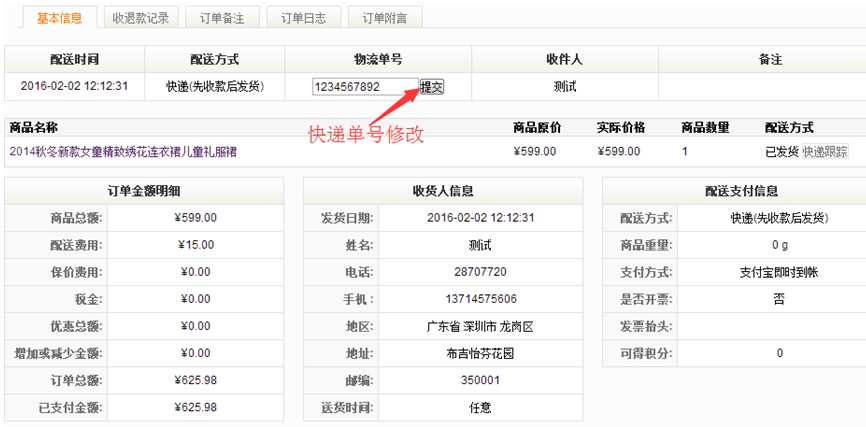 基本信息 收退款记录 订单备注 订单日志 订单附言
配送时间 配送方式 物流单号 收件人 备注
2016-02-02 12:12:31 快递(先收款后发货) 1234567892 提交 测试
快递单号修改
商品名称 商品原价 实际价格 商品数量 配送方式
2014秋冬新款女童精致绣花连衣裙儿童礼服裙 ¥599.00 ¥599.00 1 已发货 快递跟踪
订单金额明细 收货人信息 配送支付信息
商品总额: ¥599.00 发货日期: 2016-02-02 12:12:31 配送方式: 快递(先收款后发货)
配送费用: ¥15.00 姓名: 测试 商品重量: 0 g
保价费用: ¥0.00 电话: 28707720 支付方式: 支付宝即时到帐
税金: ¥0.00 手机: 13714575606 是否开票: 否
优惠总额: ¥0.00 地区: 广东省 深圳市 龙岗区 发票抬头:
增加或减少金额: ¥0.00 地址: 布吉怡芬花园 可得积分: 0
订单总额: ¥625.98 邮编: 350001
已支付金额: ¥625.98 送货时间: 任意